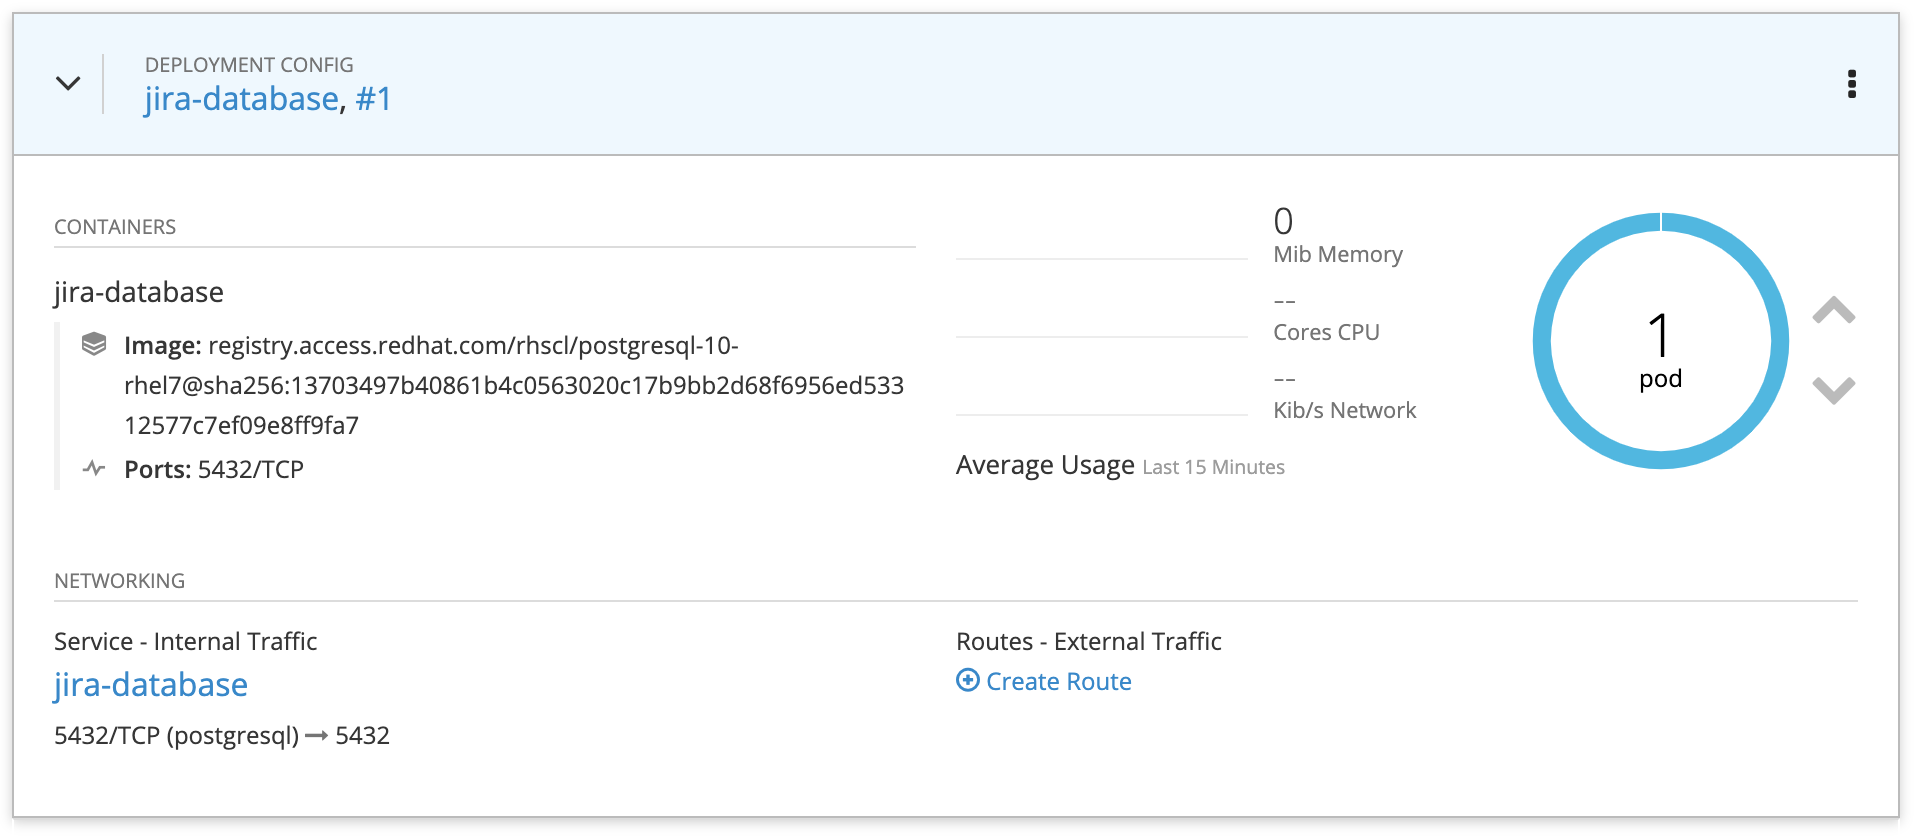 DEPLOYMENT CONFIG
jira-database, #1
CONTAINERS
jira-database
Image: registry.access.redhat.com/rhscl/postgresql-10-
rhel7@sha256:13703497b40861b4c0563020c17b9bb2d68f6956ed533
12577c7ef09e8ff9fa7
Ports: 5432/TCP
0
Mib Memory
--
Cores CPU
--
Kib/s Network
Average Usage Last 15 Minutes
1
pod
NETWORKING
Service - Internal Traffic
jira-database
5432/TCP (postgresql) → 5432
Routes - External Traffic
Create Route